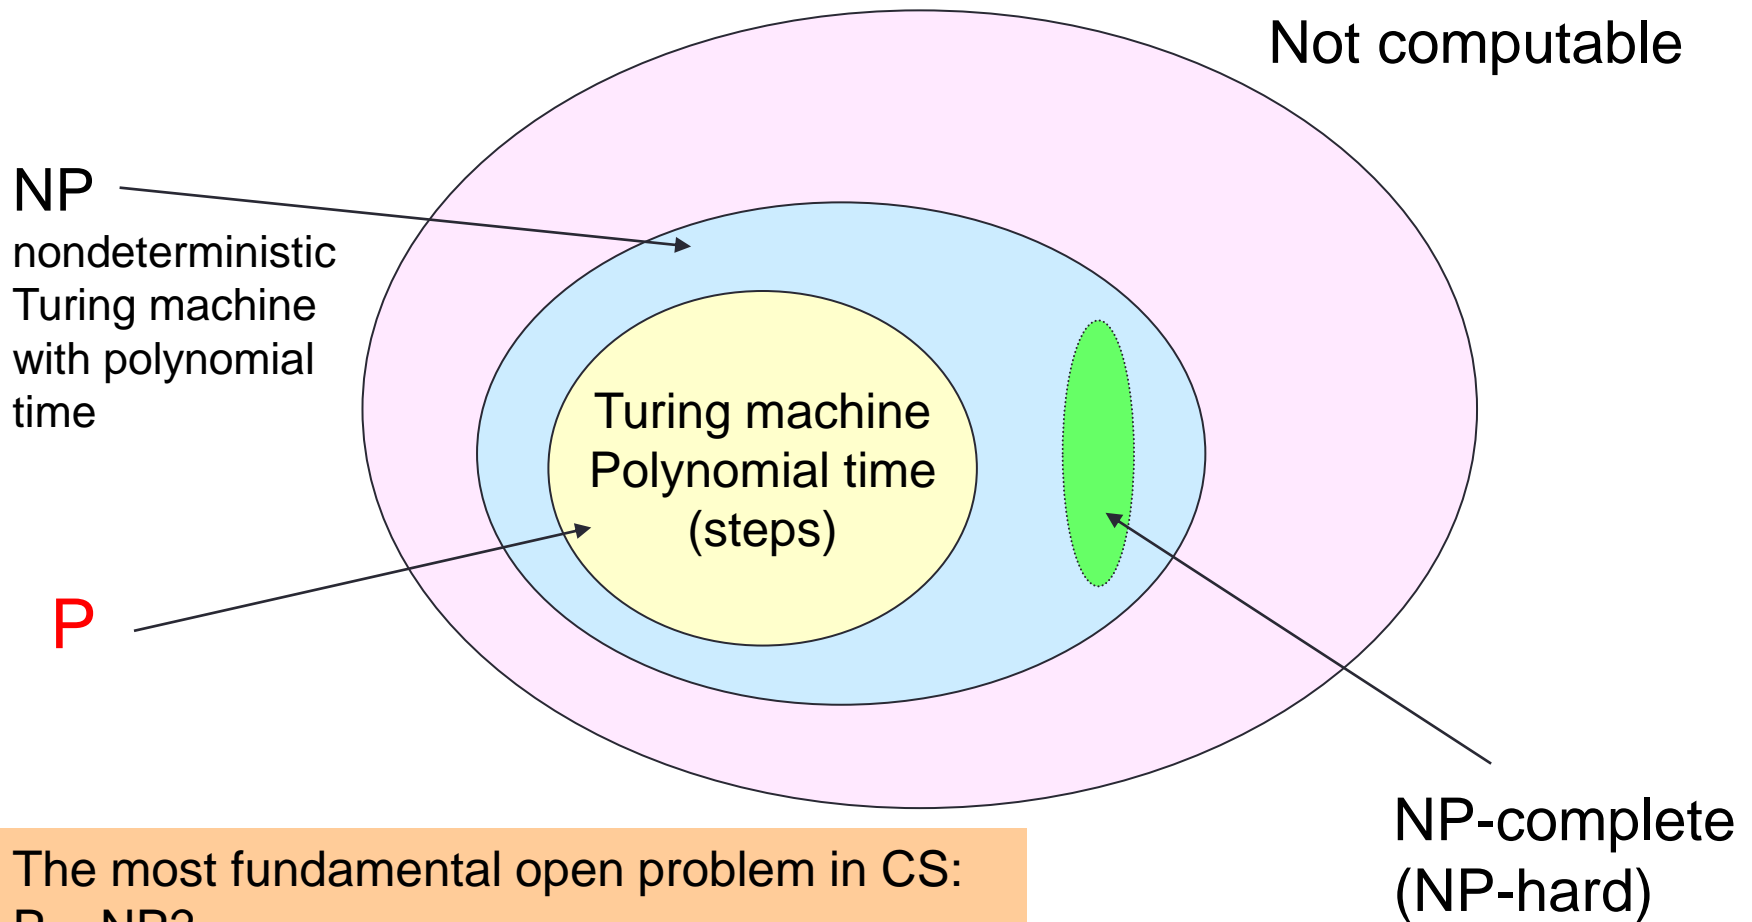 Not computable
NP
nondeterministic
Turing machine
with polynomial
time
Turing machine
Polynomial time
(steps)
P
NP-complete
(NP-hard)
The most fundamental open problem in CS:
P NP?